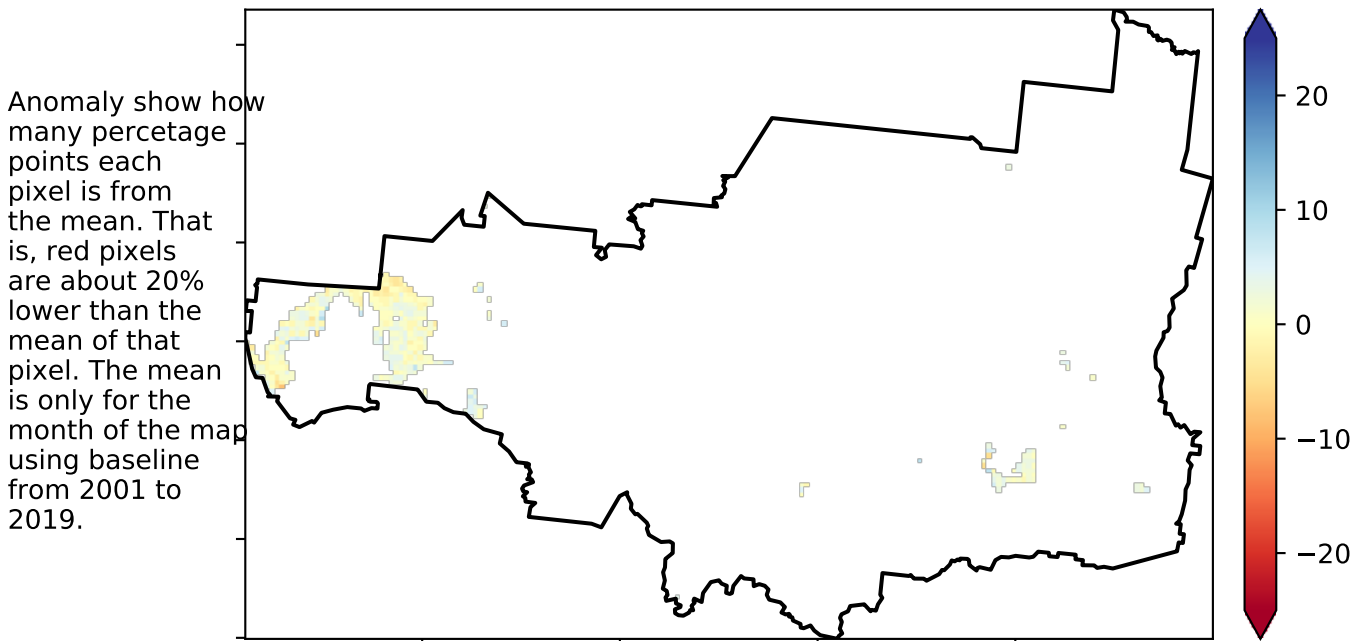 Anomaly show how
many percetage
points each
pixel is from
the mean. That
is, red pixels
are about 20%
lower than the
mean of that
pixel. The mean
is only for the
month of the map
using baseline
from 2001 to
2019.
20
10
0
−10
−20